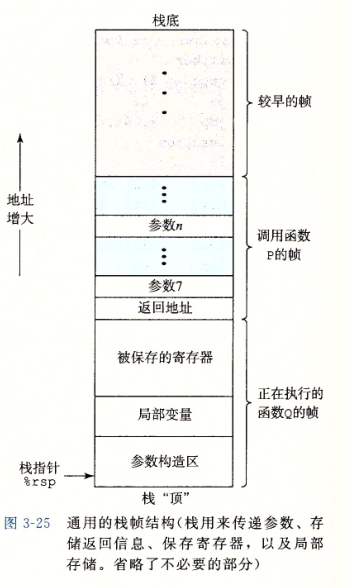 栈底
较早的帧
地址
增大
参数n
调用函数
P的帧
参数7
返回地址
被保存的寄存器
正在执行的
函数Q的帧
局部变量
参数构造区
栈指针
%rsp
栈“顶”
图 3-25 通用的栈帧结构(栈用来传递参数、存
储返回信息、保存寄存器，以及局部
存储。省略了不必要的部分)